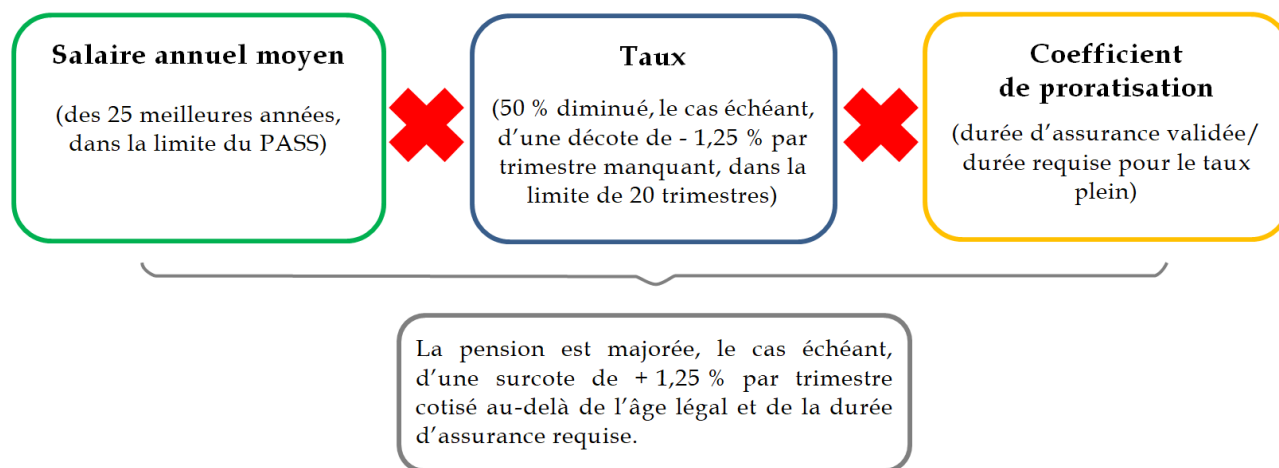 Salaire annuel moyen
(des 25 meilleures années,
dans la limite du PASS)
Taux
(50 % diminué, le cas échéant,
d’une décote de - 1,25 % par
trimestre manquant, dans la
limite de 20 trimestres)
Coefficient
de proratisation
(durée d’assurance validée/
durée requise pour le taux
plein)
La pension est majorée, le cas échéant,
d’une surcote de + 1,25 % par trimestre
cotisé au-delà de l’âge légal et de la durée
d’assurance requise.